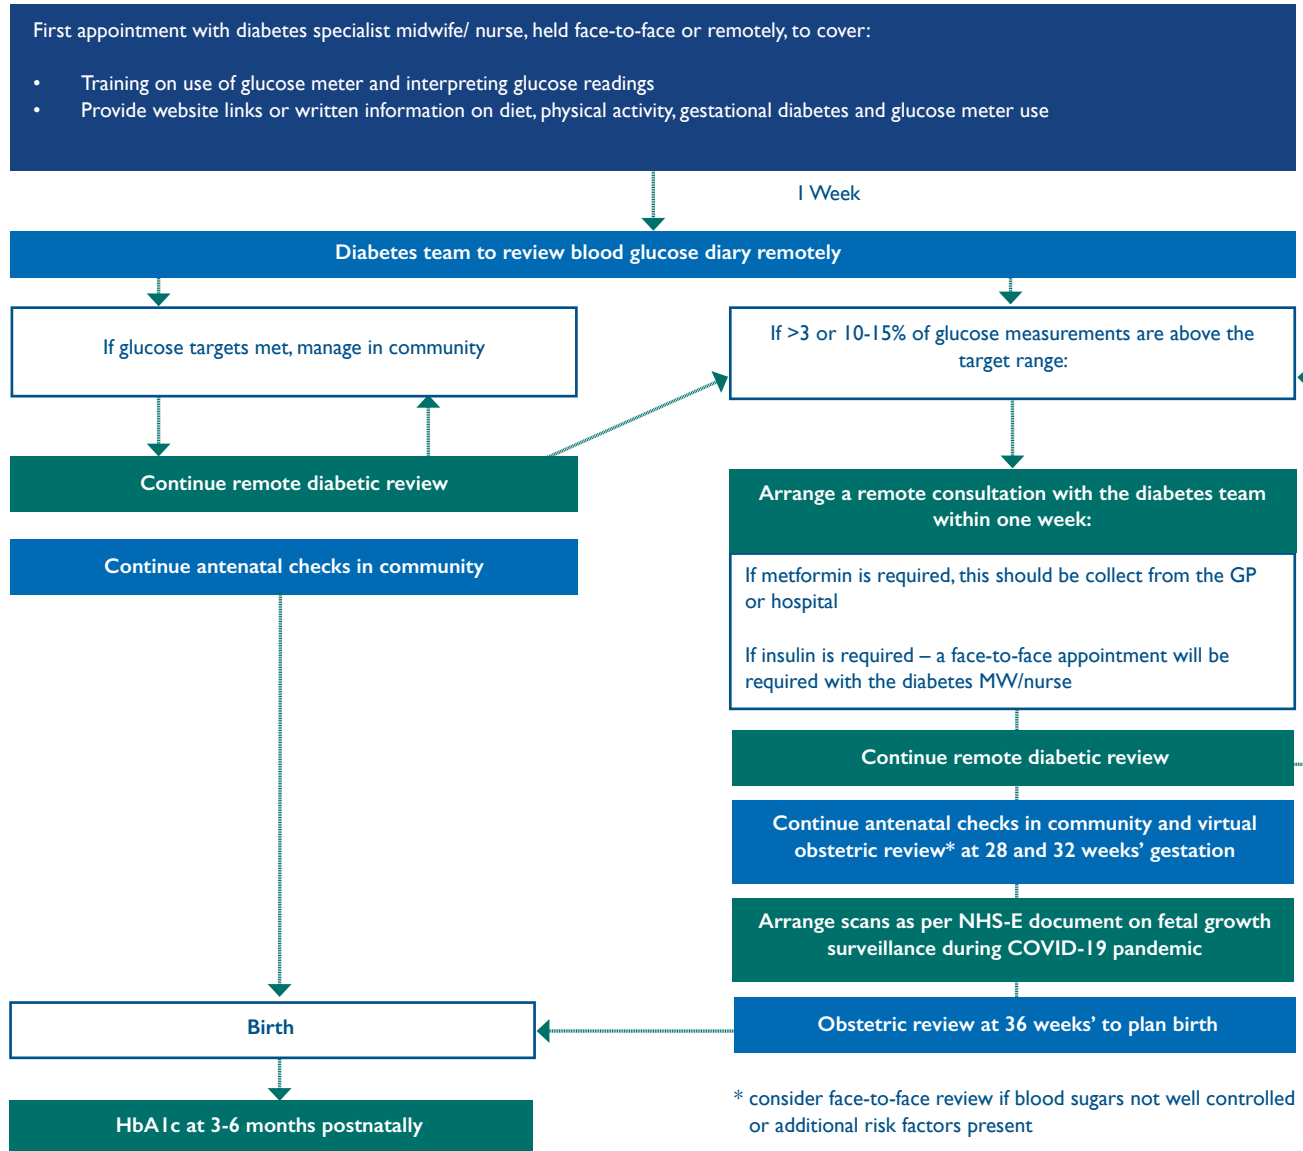 First appointment with diabetes specialist midwife/ nurse, held face-to-face or remotely, to cover:
• Training on use of glucose meter and interpreting glucose readings
• Provide website links or written information on diet, physical activity, gestational diabetes and glucose meter use
1 Week
Diabetes team to review blood glucose diary remotely
If glucose targets met, manage in community
If >3 or 10-15% of glucose measurements are above the
target range:
Continue remote diabetic review
Continue antenatal checks in community
Arrange a remote consultation with the diabetes team
within one week:
If metformin is required, this should be collect from the GP
or hospital
If insulin is required – a face-to-face appointment will be
required with the diabetes MW/nurse
Continue remote diabetic review
Continue antenatal checks in community and virtual
obstetric review* at 28 and 32 weeks’ gestation
Arrange scans as per NHS-E document on fetal growth
surveillance during COVID-19 pandemic
Obstetric review at 36 weeks’ to plan birth
Birth
HbA1c at 3-6 months postnatally
* consider face-to-face review if blood sugars not well controlled
or additional risk factors present